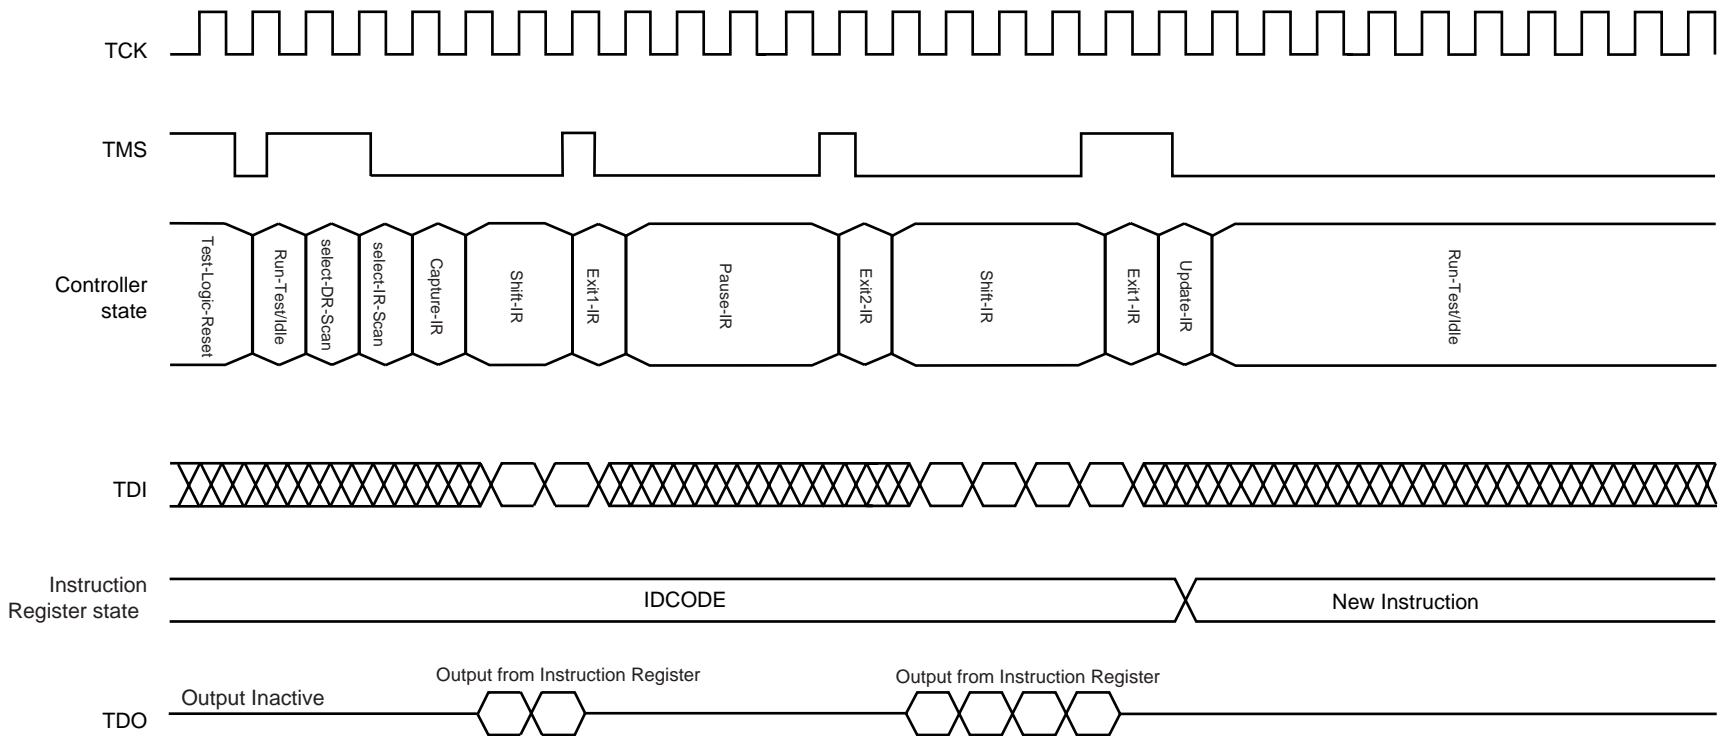 TCK
TMS
Controller
state
Test-Logic-Reset
Run-Test/Idle
select-DR-Scan
select-IR-Scan
Capture-IR
Shift-IR
Exit1-IR
Pause-IR
Exit2-IR
Shift-IR
Exit1-IR
Update-IR
Run-Test/Idle
TDI
Instruction
Register state
IDCODE
New Instruction
TDO
Output Inactive
Output from Instruction Register
Output from Instruction Register